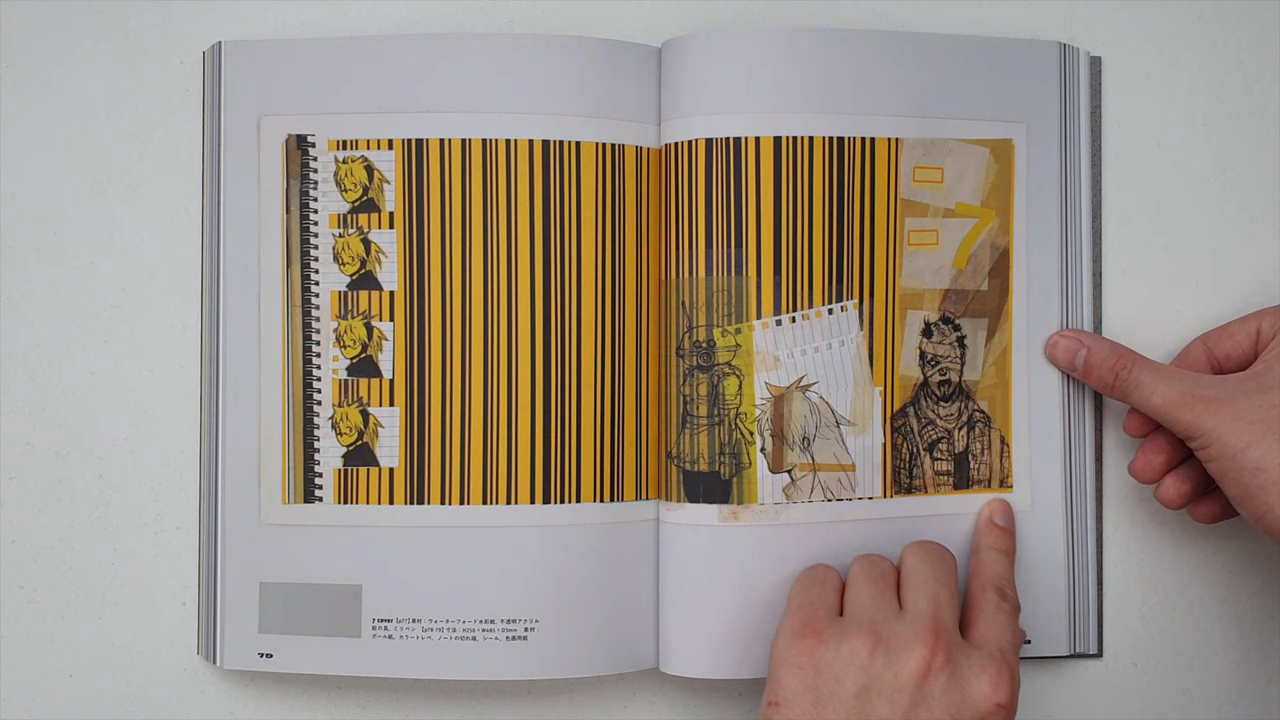 -7
7 cover【p77】素材：ウォーターフォード水彩紙、不透明アクリル
絵の具、ミリペン 【p78-79】寸法：H250×W485×D3mm 素材：
ボール紙、カラートレペ、ノートの切れ端、シール、色画用紙
79